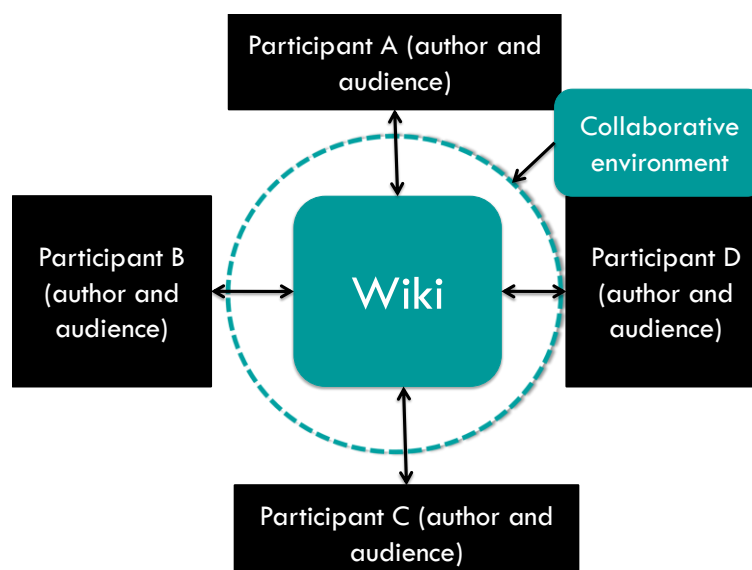 Participant A (author and
audience)
Collaborative
environment
Participant B
(author and
audience)
Wiki
Participant D
(author and
audience)
Participant C (author and
audience)